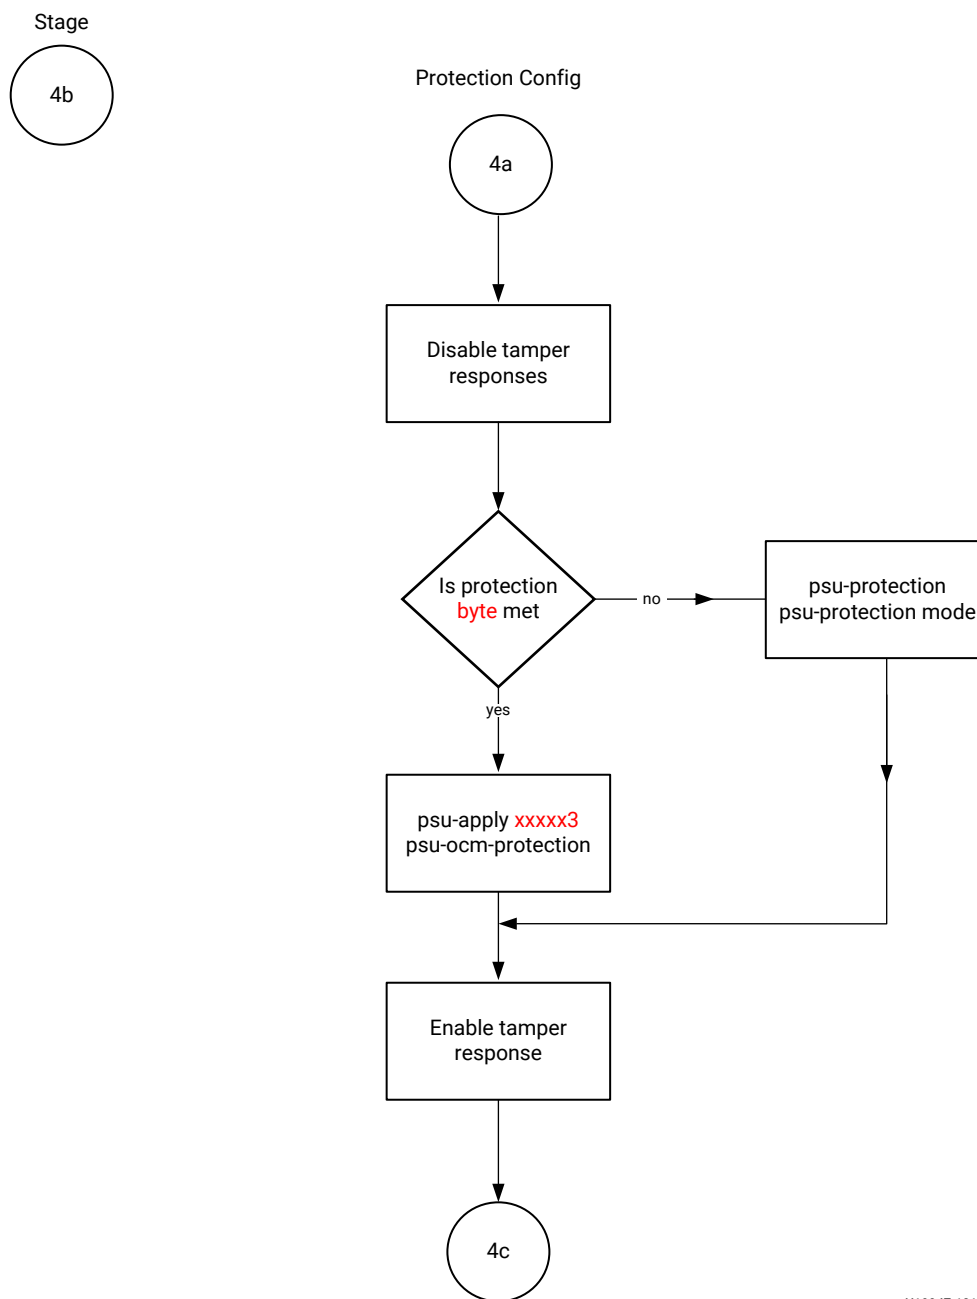 Stage
4b
Protection Config
4a
Disable tamper
responses
Is protection
byte met
no
psu-protection
psu-protection mode
yes
psu-apply xxxxx3
psu-ocm-protection
Enable tamper
response
4c